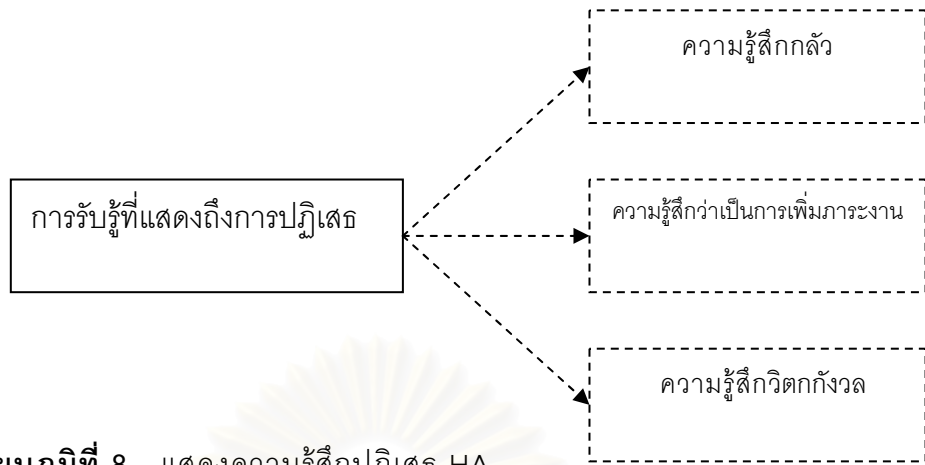 ความรู้สึกกลัว
การรับรู้ที่แสดงถึงการปฏิเสธ
ความรู้สึกว่าเป็นการเพิ่มภาระงาน
ความรู้สึกวิตกกังวล
ที่ 8 แสดงความรู้สึกปฏิเสธ HA